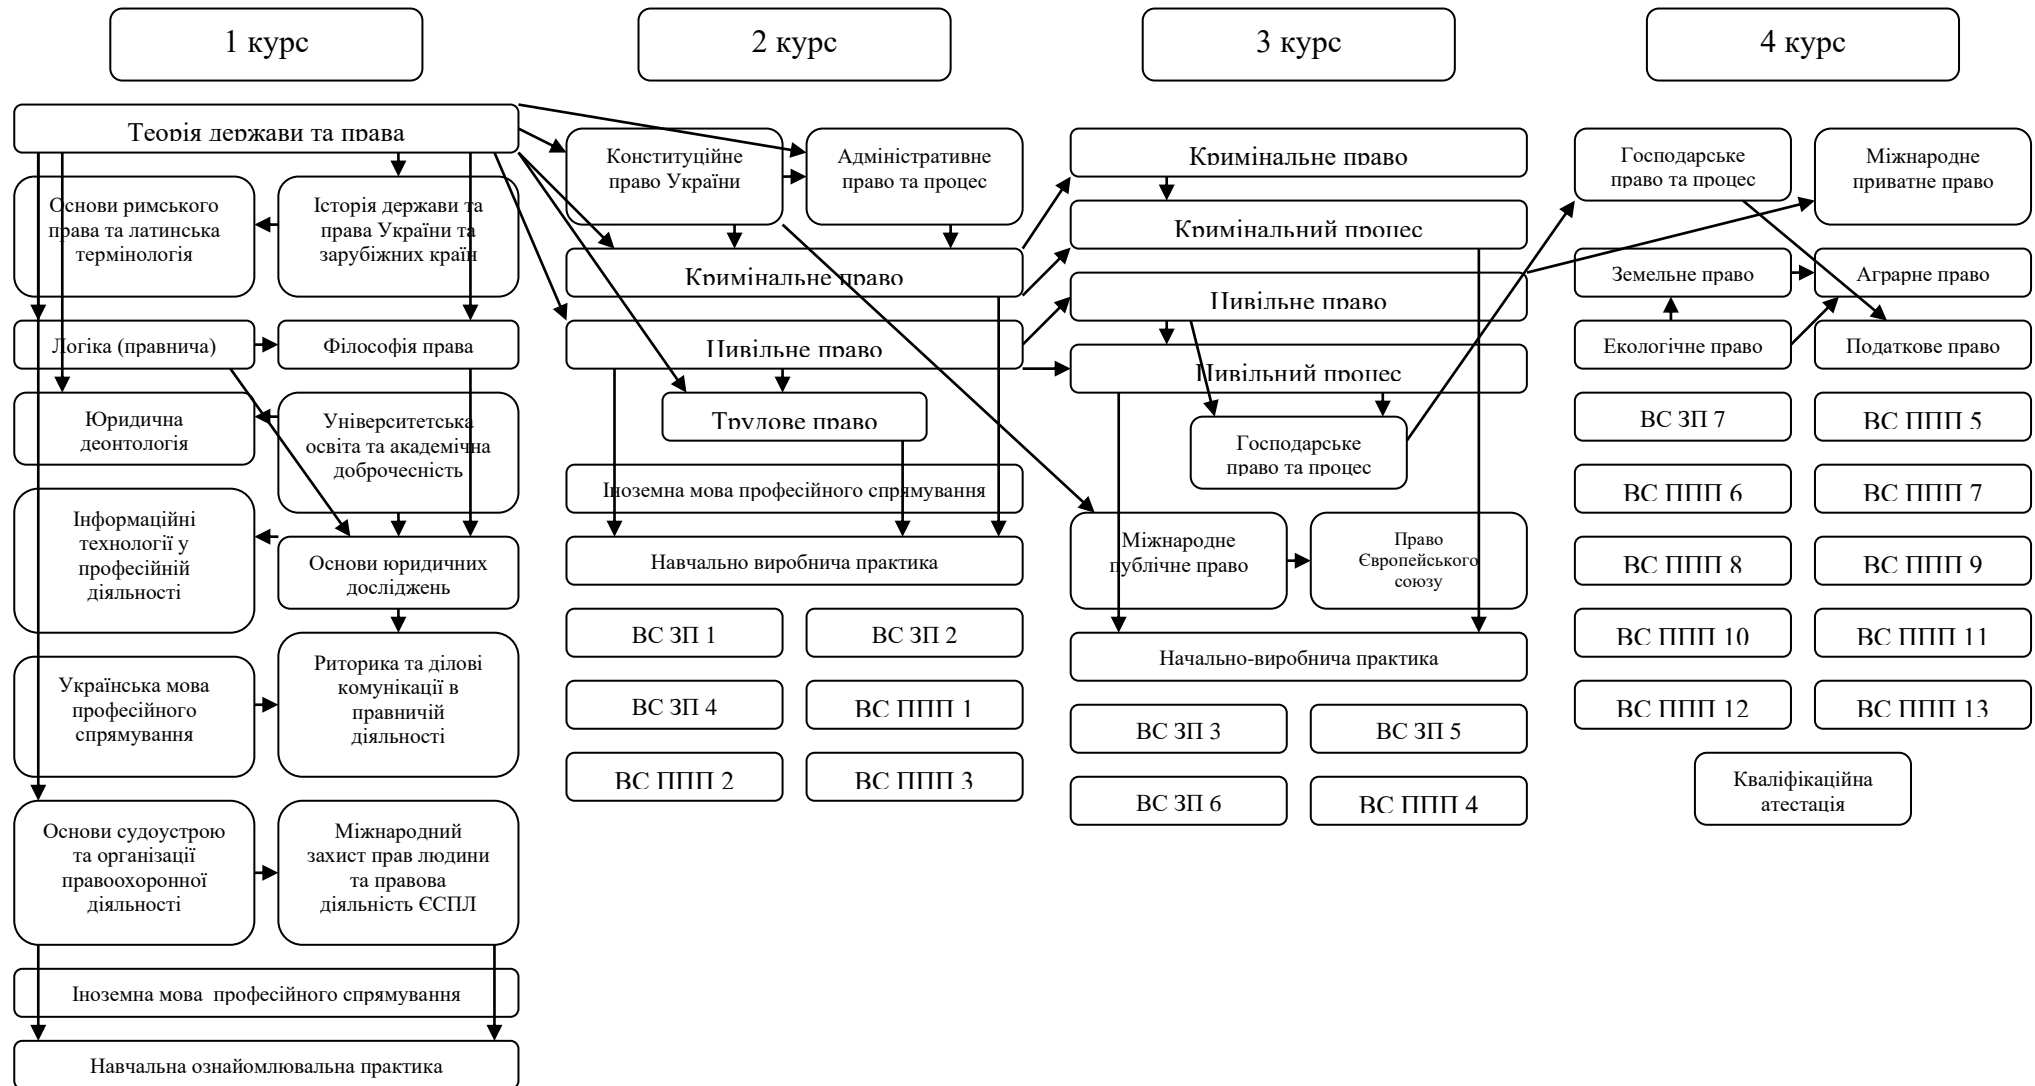 1 курс
2 курс
3 курс
4 курс
Теорія держави та права
Основи римського
права та латинська
термінологія
Історія держави та
права України та
зарубіжних країн
Логіка (правнича)
Філософія права
Юридична
деонтологія
Університетська
освіта та академічна
доброчесність
Інформаційні
технології у
професійній
діяльності
Основи юридичних
досліджень
Українська мова
професійного
спрямування
Риторика та ділові
комунікації в
правничій
діяльності
Основи судоустрою
та організації
правоохоронної
діяльності
Міжнародний
захист прав людини
та правова
діяльність ЄСПЛ
Іноземна мова професійного спрямування
Навчальна ознайомлювальна практика
Конституційне
право України
Адміністративне
право та процес
Кримінальне право
Цивільне право
Трудове право
Іноземна мова професійного спрямування
Навчально виробнича практика
ВС ЗП 1
ВС ЗП 2
ВС ЗП 4
ВС ППП 1
ВС ППП 2
ВС ППП 3
Кримінальне право
Кримінальний процес
Цивільне право
Цивільний процес
Господарське
право та процес
Міжнародне
публічне право
Право
Європейського
союзу
Начально-виробнича практика
ВС ЗП 3
ВС ЗП 5
ВС ЗП 6
ВС ППП 4
Господарське
право та процес
Міжнародне
приватне право
Земельне право
Аграрне право
Екологічне право
Податкове право
ВС ЗП 7
ВС ППП 5
ВС ППП 6
ВС ППП 7
ВС ППП 8
ВС ППП 9
ВС ППП 10
ВС ППП 11
ВС ППП 12
ВС ППП 13
Кваліфікаційна
атестація